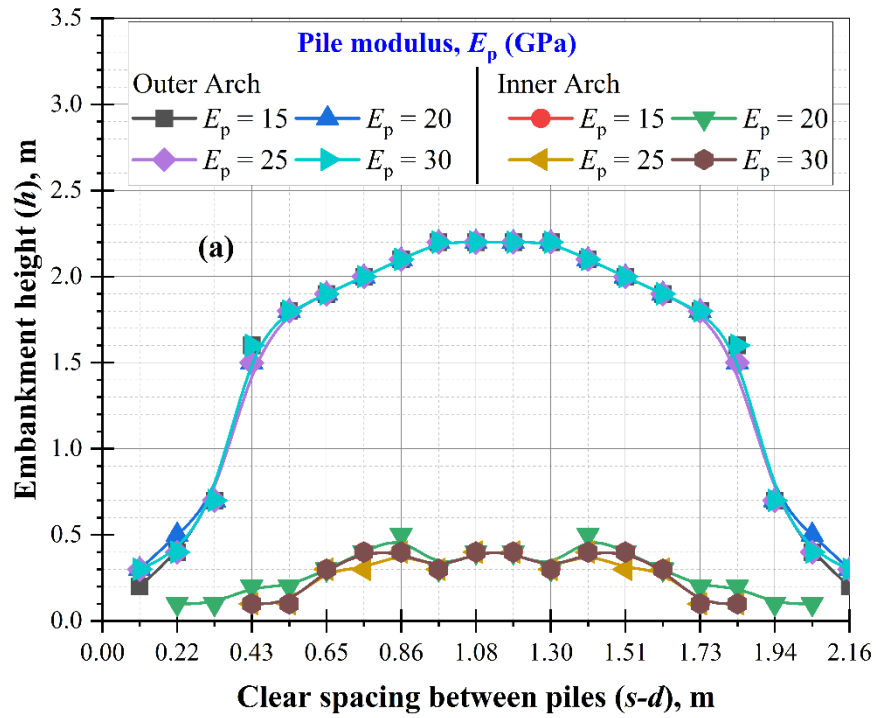 Pile modulus, Ep (GPa)
Outer Arch
Inner Arch
Ep = 15
Ep = 20
Ep = 15
Ep = 20
Ep = 25
Ep = 30
Ep = 25
Ep = 30
(a)
Embankment height (h), m
3.5
3.0
2.5
2.0
1.5
1.0
0.5
0.0
0.00 0.22 0.43 0.65 0.86 1.08 1.30 1.51 1.73 1.94 2.16
Clear spacing between piles (s-d), m